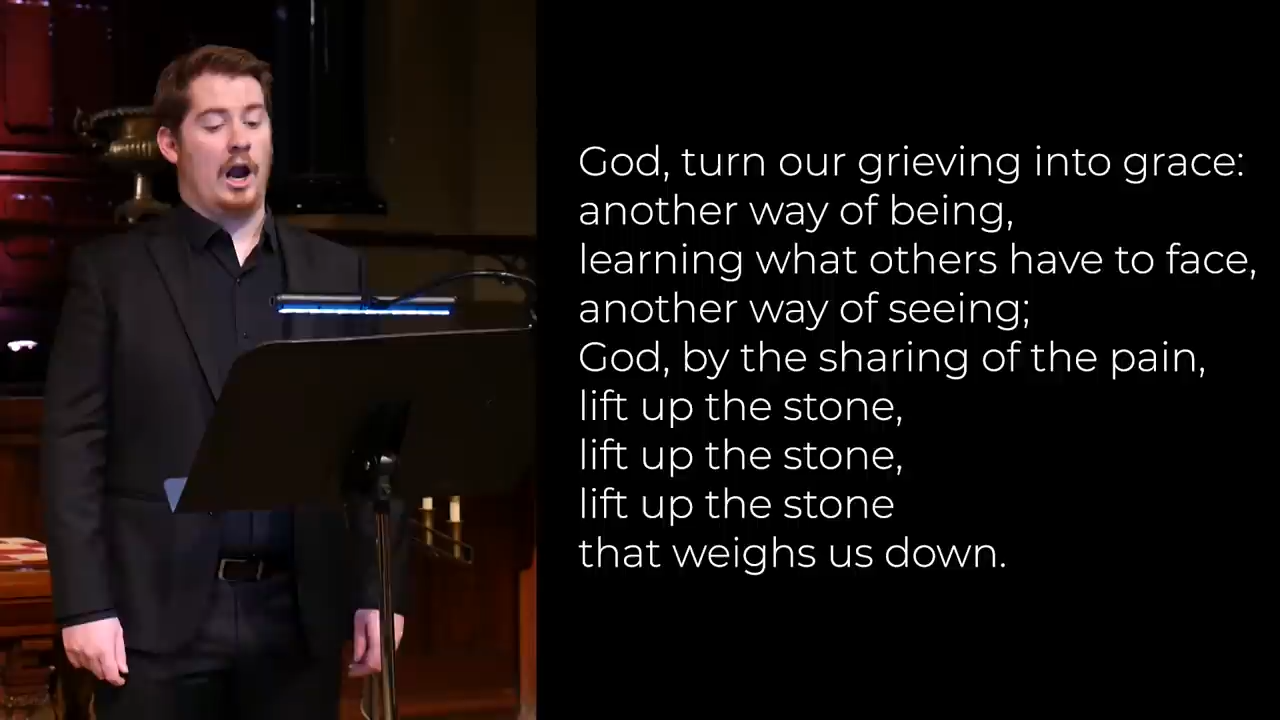 God, turn our grieving into grace:
another way of being,
learning what others have to face,
another way of seeing;
God, by the sharing of the pain,
lift up the stone,
lift up the stone,
lift up the stone
that weighs us down.